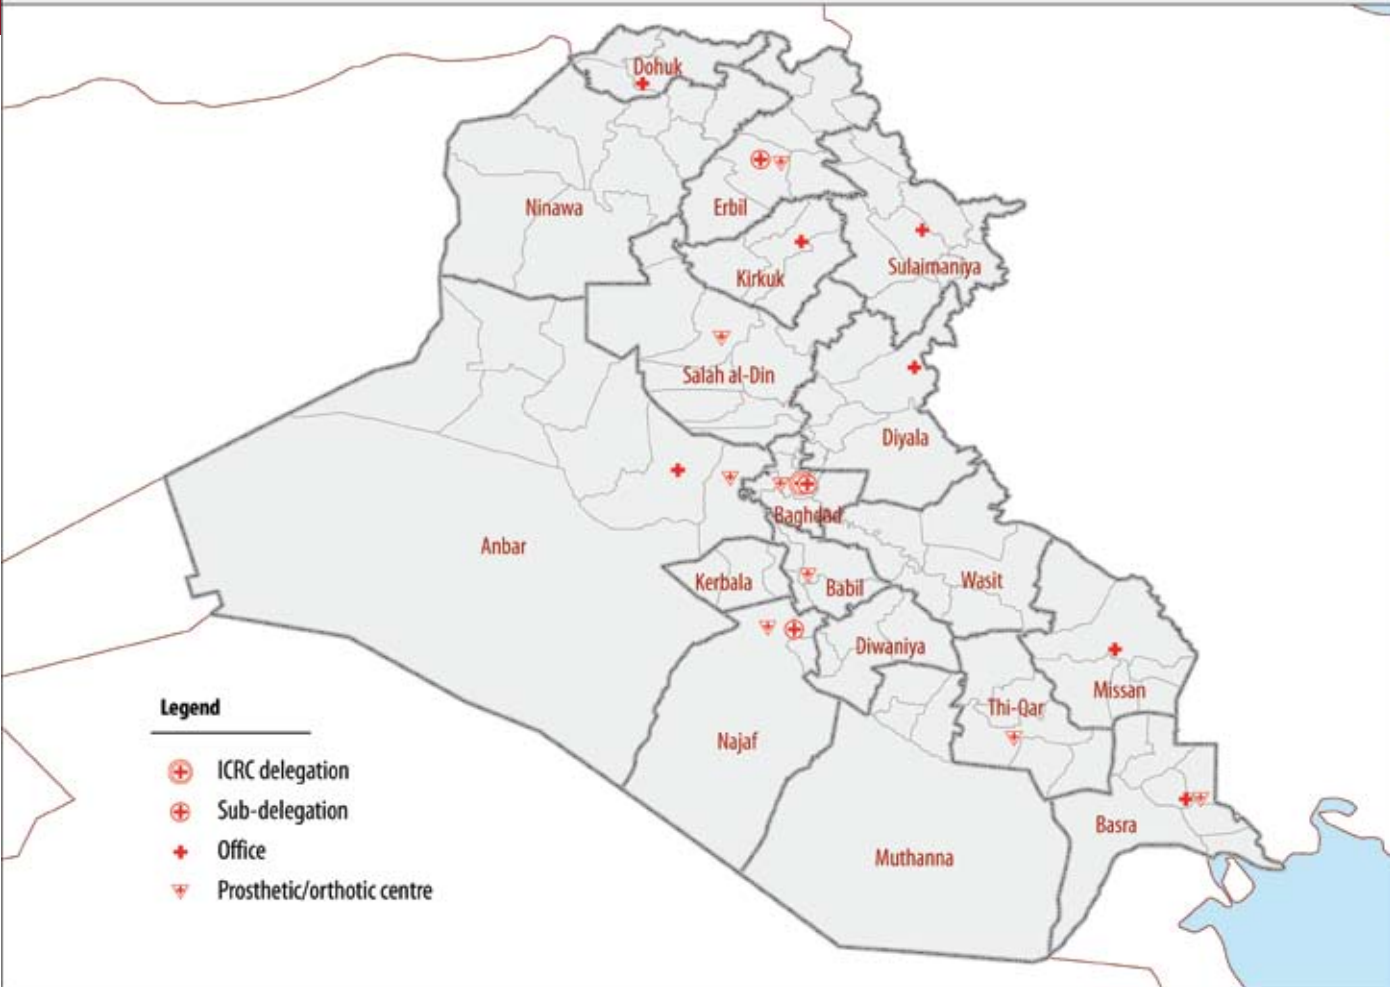 Dohuk
Ninawa
Erbil
Kirkuk
Sulaimaniya
Salah al-Din
Diyala
Baghdad
Anbar
Kerbala
Babil
Wasit
Diwaniya
Missan
Thi-Qar
Najaf
Basra
Muthanna
Legend
ICRC delegation
Sub-delegation
Office
Prosthetic/orthotic centre